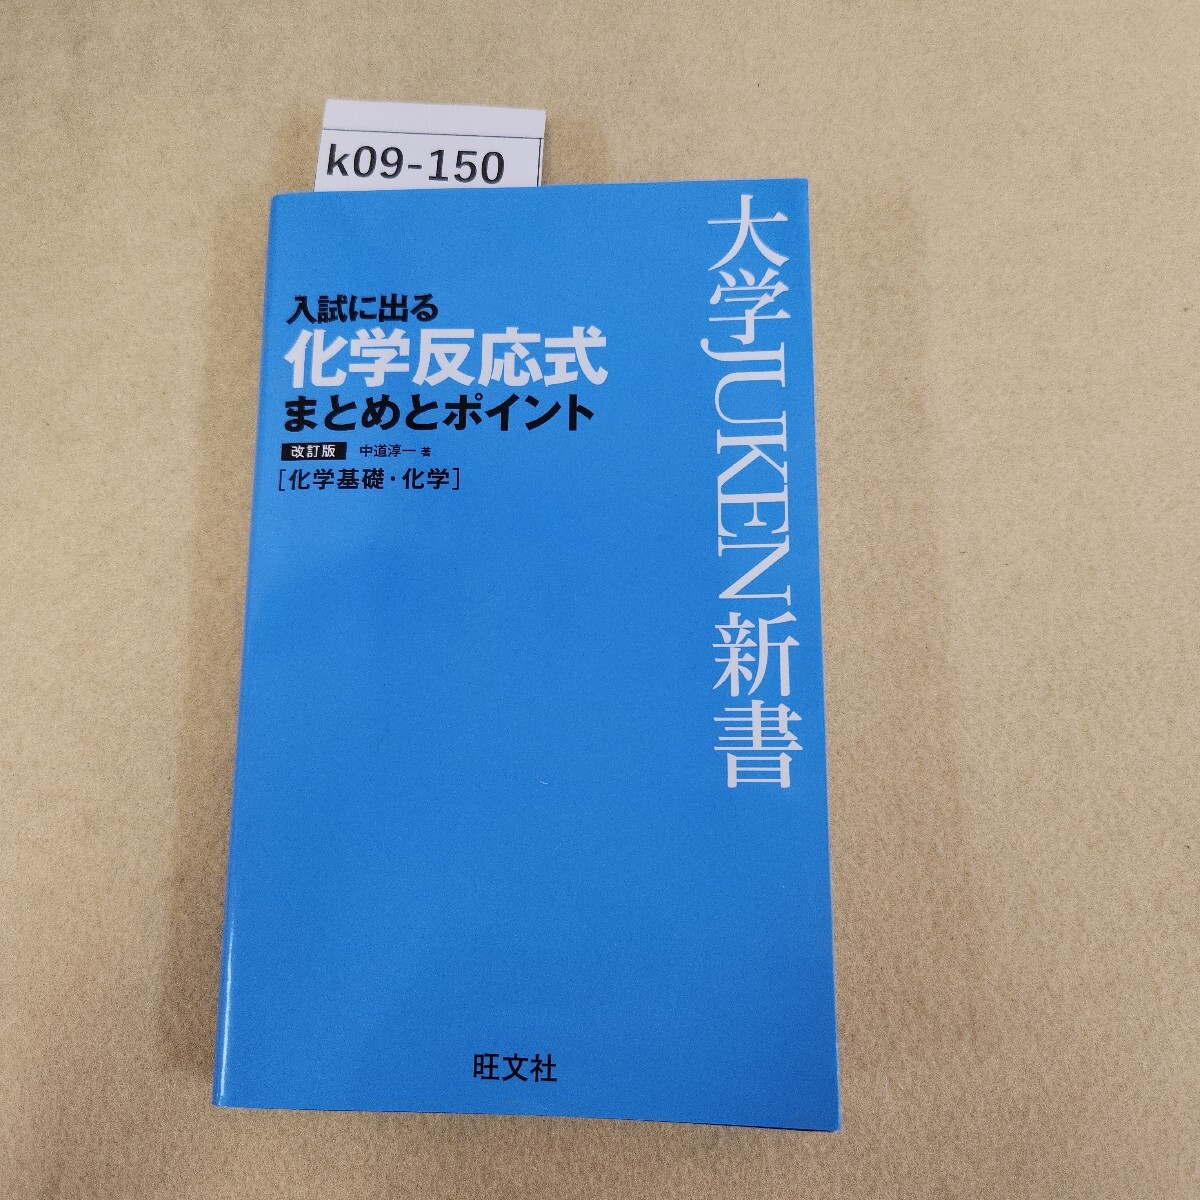 k09-150
入試に出る
化学反応式
まとめとポイント
改訂版 中道淳一 著
[化学基礎・化学]
大学JUKEN新書
旺文社